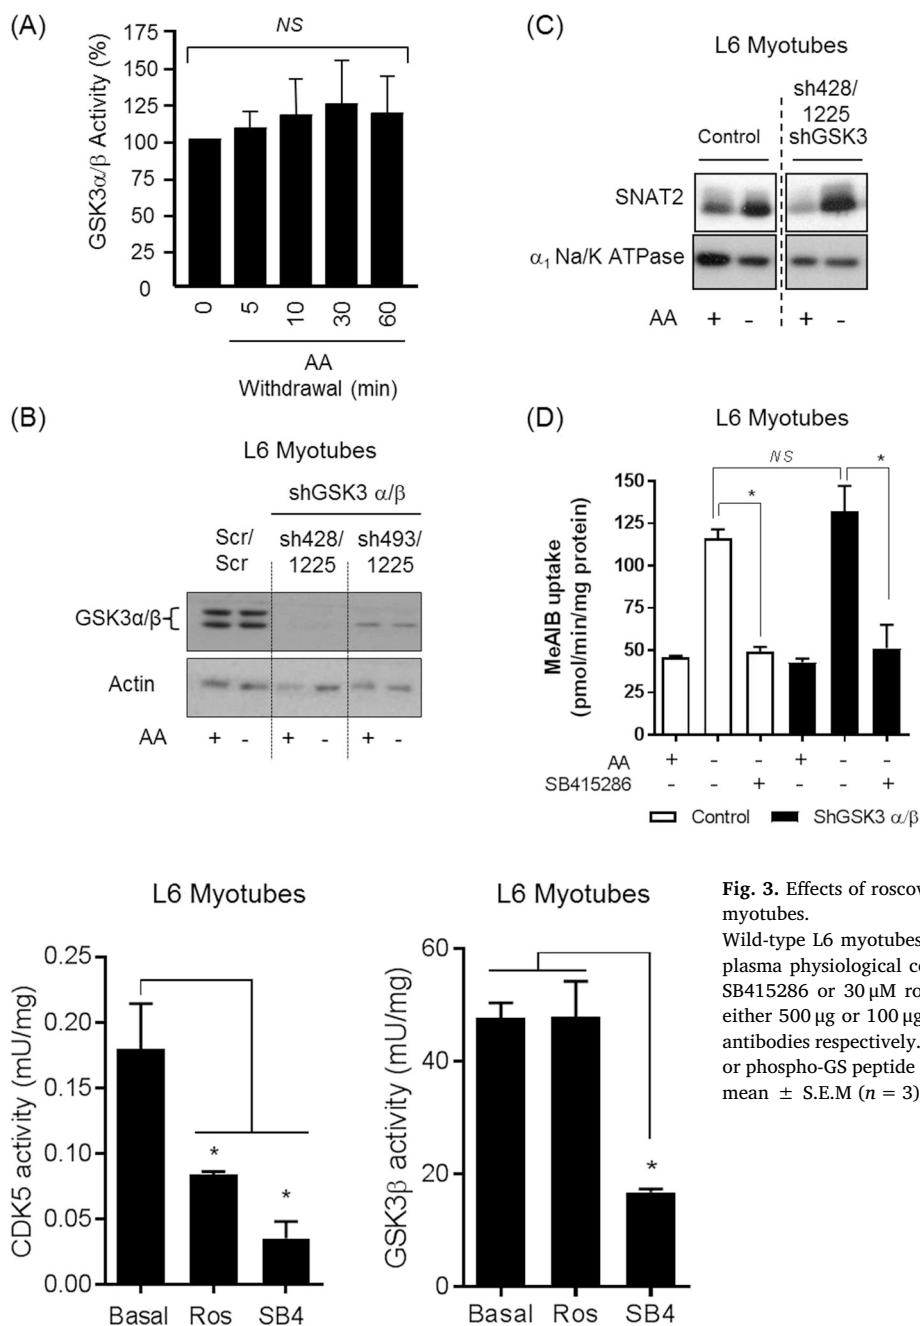 (A)
NS
GSK3α/β Activity (%)
175
150
125
100
75
50
25
0
0 5 10 30 60
AA
Withdrawal (min)
(B)
L6 Myotubes
shGSK3 α/β
Scr/ sh428/ sh493/
Scr 1225 1225
GSK3α/β
Actin
AA + - + - + -
(C)
L6 Myotubes
sh428/
1225
Control shGSK3
SNAT2
α1 Na/K ATPase
AA + - + -
(D)
L6 Myotubes
NS
* *
MeAIB uptake
(pmol/min/mg protein)
150
125
100
75
50
25
0
AA + - - + - -
SB415286 - - + - - +
Control ShGSK3 α/β
L6 Myotubes
CDK5 activity (mU/mg)
0.25
0.20
0.15
0.10
0.05
0.00
*
*
Basal Ros SB4
L6 Myotubes
GSK3β activity (mU/mg)
60
40
20
0
*
Basal Ros SB4
Fig. 3. Effects of roscov
myotubes.
Wild-type L6 myotubes
plasma physiological co
SB415286 or 30 μM ro
either 500 μg or 100 μg
antibodies respectively.
or phospho-GS peptide
mean ± S.E.M (n = 3)